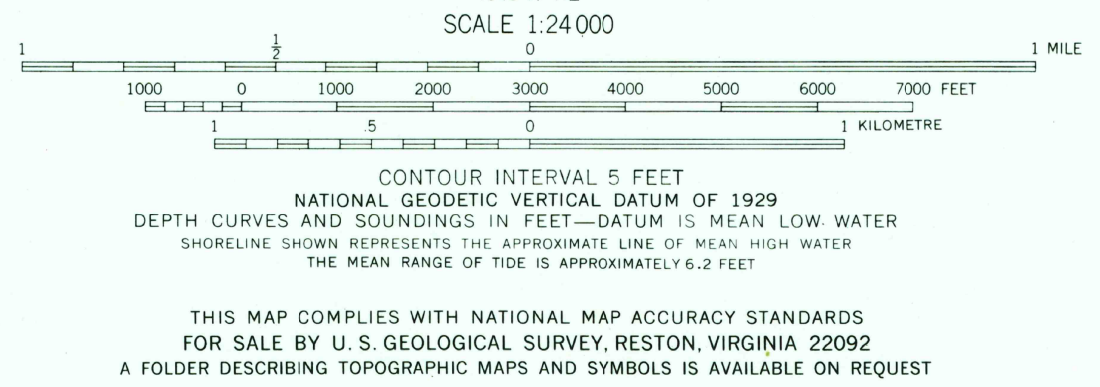 SCALE 1:24 000
1 1/2 0 1 MILE
1000 0 1000 2000 3000 4000 5000 6000 7000 FEET
1 .5 0 1 KILOMETRE
CONTOUR INTERVAL 5 FEET
NATIONAL GEODETIC VERTICAL DATUM OF 1929
DEPTH CURVES AND SOUNDINGS IN FEET—DATUM IS MEAN LOW WATER
SHORELINE SHOWN REPRESENTS THE APPROXIMATE LINE OF MEAN HIGH WATER
THE MEAN RANGE OF TIDE IS APPROXIMATELY 6.2 FEET
THIS MAP COMPLIES WITH NATIONAL MAP ACCURACY STANDARDS
FOR SALE BY U. S. GEOLOGICAL SURVEY, RESTON, VIRGINIA 22092
A FOLDER DESCRIBING TOPOGRAPHIC MAPS AND SYMBOLS IS AVAILABLE ON REQUEST